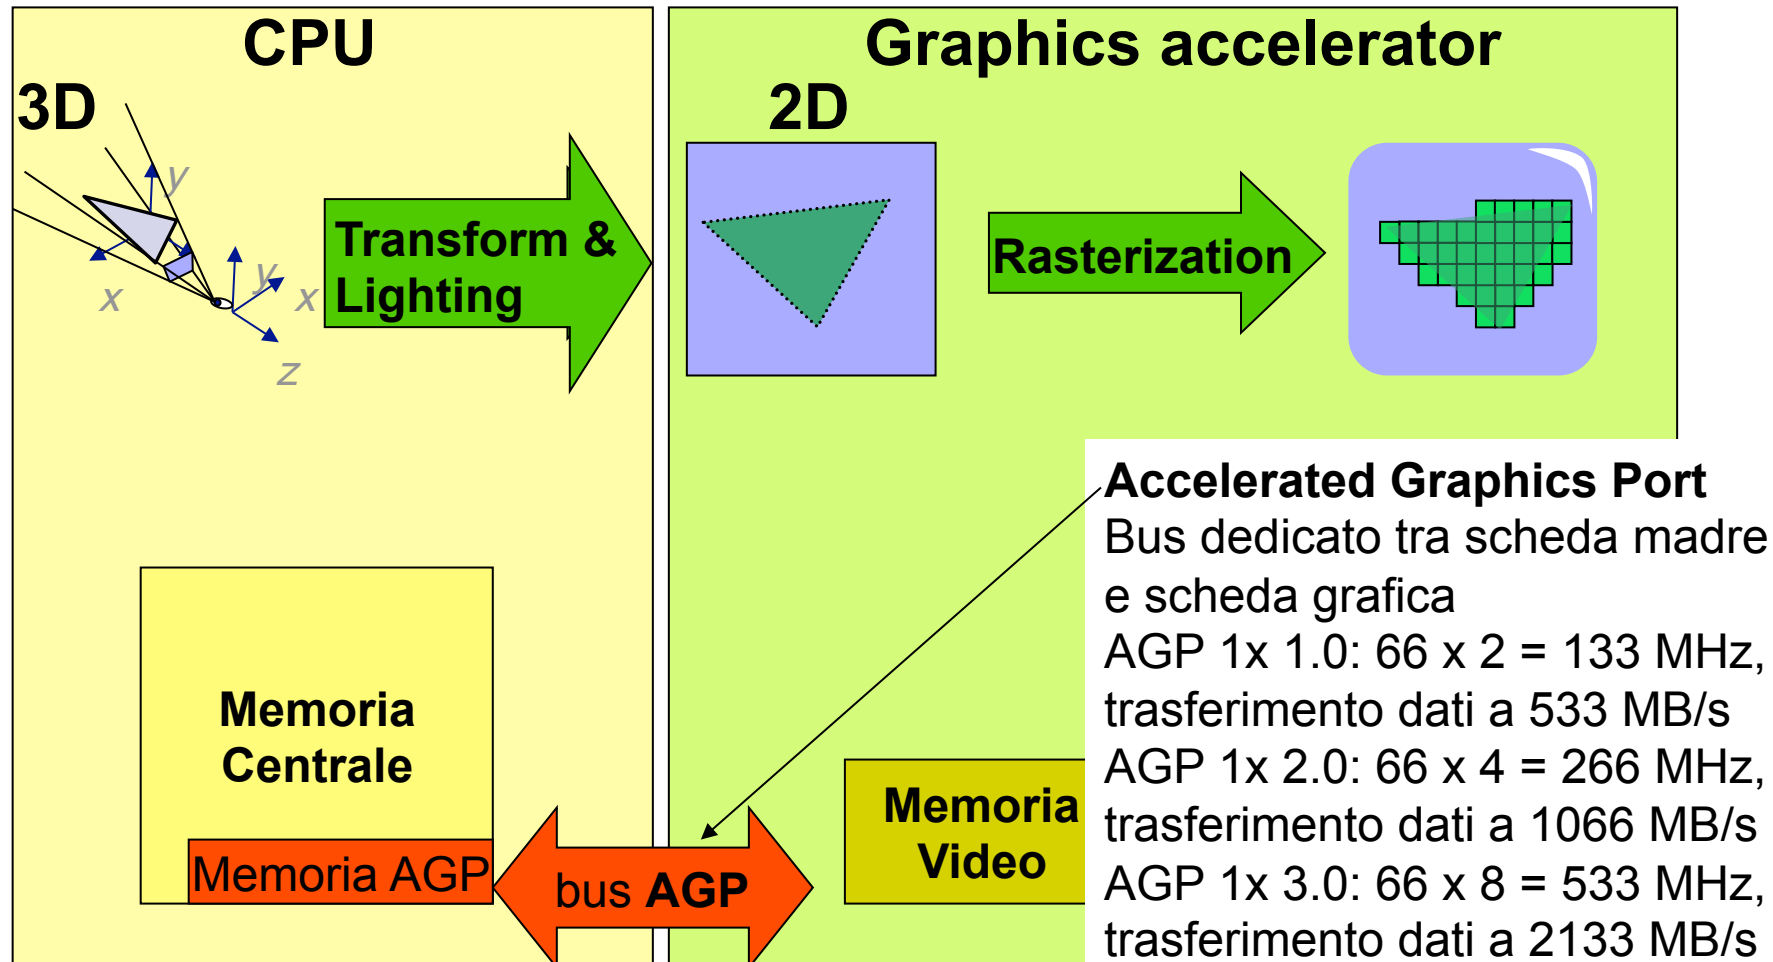 CPU
Graphics accelerator
3D
2D
y
x
y
x
z
Transform &
Lighting
Rasterization
Accelerated Graphics Port
Bus dedicato tra scheda madre
e scheda grafica
AGP 1x 1.0: 66 x 2 = 133 MHz,
trasferimento dati a 533 MB/s
AGP 1x 2.0: 66 x 4 = 266 MHz,
trasferimento dati a 1066 MB/s
AGP 1x 3.0: 66 x 8 = 533 MHz,
trasferimento dati a 2133 MB/s
Memoria
Centrale
Memoria AGP
bus AGP
Memoria
Video